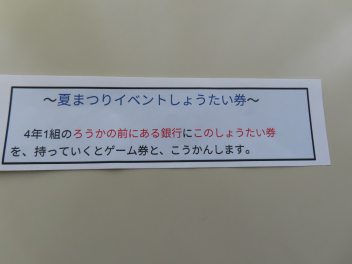 ～夏まつりイベントしょうたい券～
4年1組のろうかの前にある銀行にこのしょうたい券
を、持っていくとゲーム券と、こうかんします。